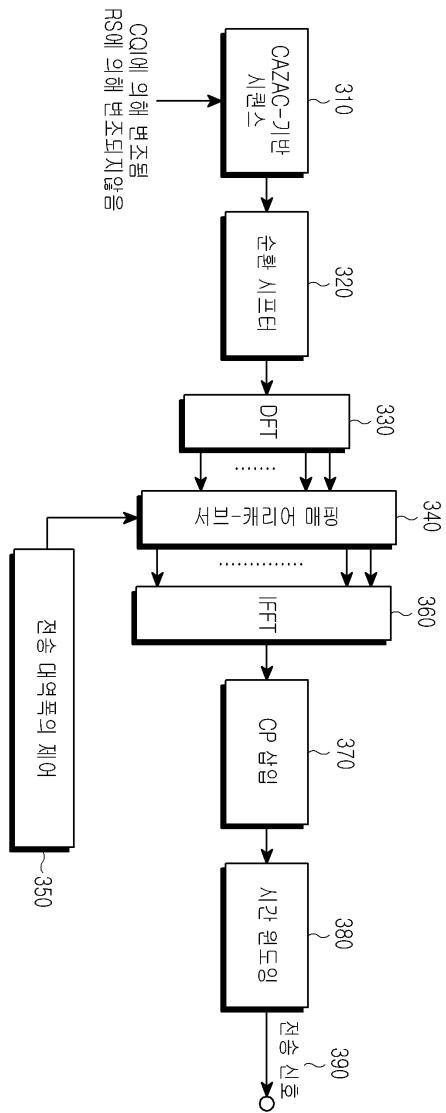 310
CAZAC-기반
시퀀스
CQI에 의해 변조됨
RS에 의해 변조되지않음
320
순환 시프터
330
DFT
340
서브-캐리어 매핑
전송 대역폭의 제어
350
360
IFFT
370
CP 삽입
380
시간 윈도잉
390
전송 신호